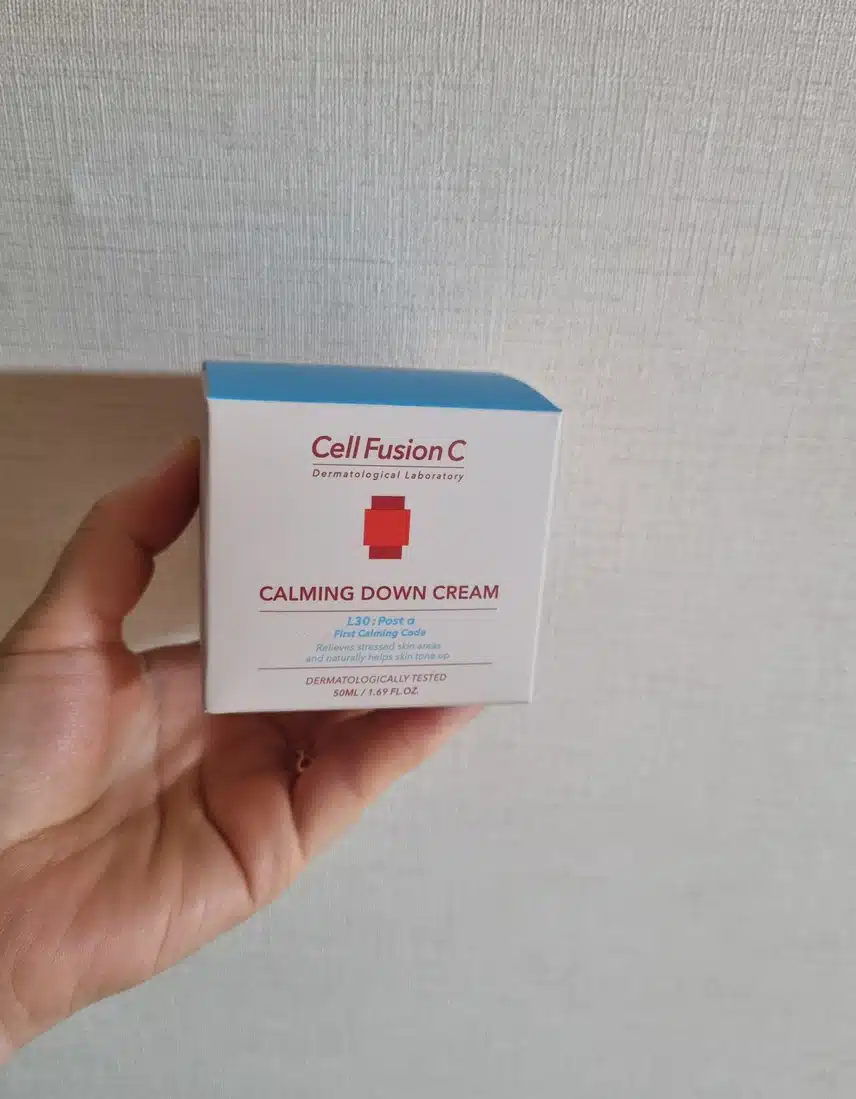 Cell Fusion C
Dermatological Laboratory
CALMING DOWN CREAM
L30 : Post α
First Calming Code
Relieves stressed skin areas
and naturally helps skin tone up
DERMATOLOGICALLY TESTED
50ML / 1.69 FL.OZ.